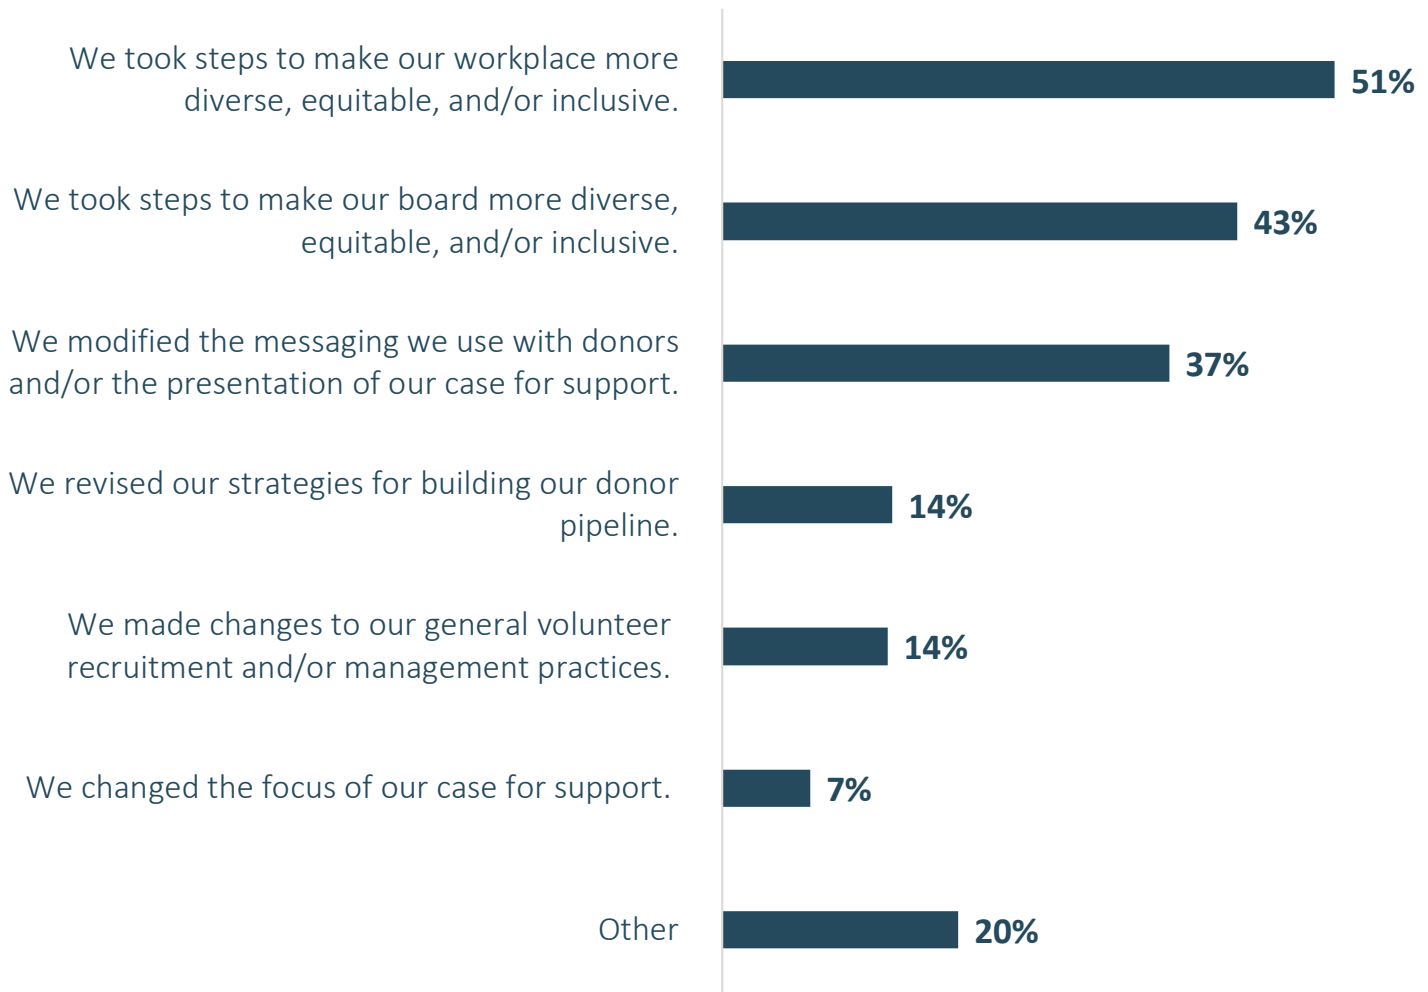 We took steps to make our workplace more
diverse, equitable, and/or inclusive.
51%
We took steps to make our board more diverse,
equitable, and/or inclusive.
43%
We modified the messaging we use with donors
and/or the presentation of our case for support.
37%
We revised our strategies for building our donor
pipeline.
14%
We made changes to our general volunteer
recruitment and/or management practices.
14%
We changed the focus of our case for support.
7%
Other
20%